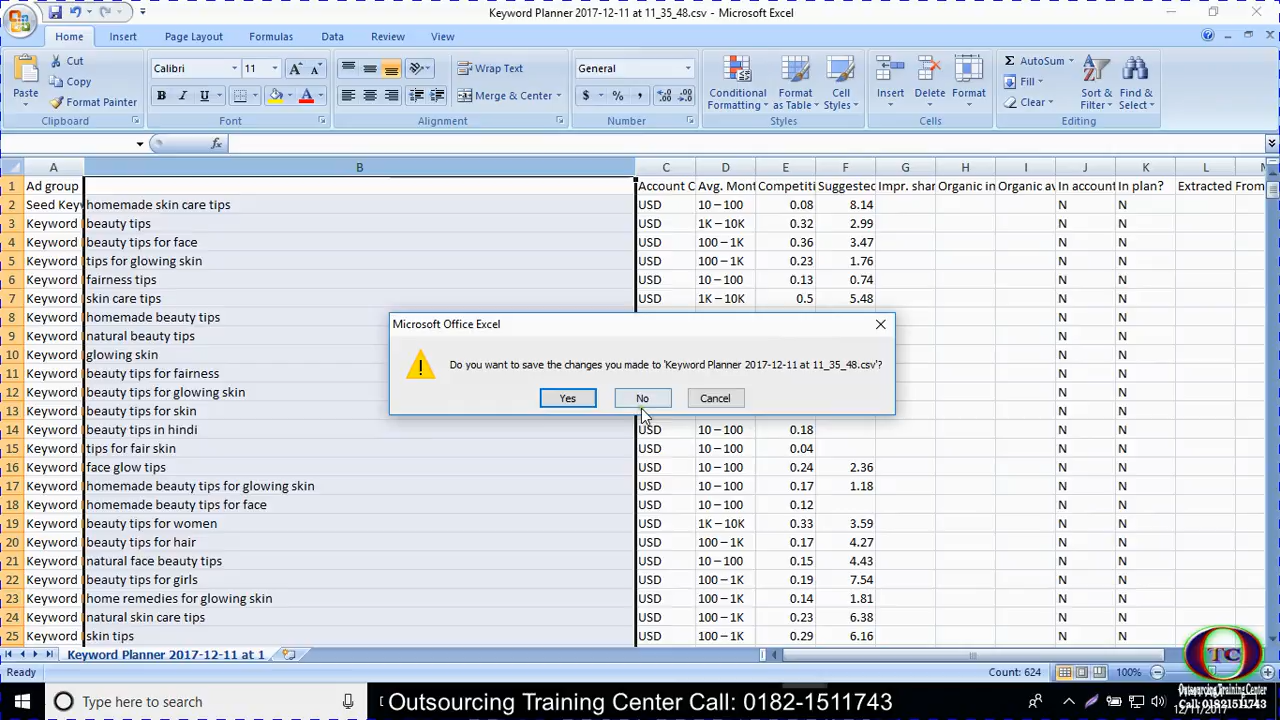 Keyword Planner 2017-12-11 at 11_35_48.csv - Microsoft Excel
Home Insert Page Layout Formulas Data Review View
Paste Cut Copy Format Painter Clipboard
Calibri 11 B I U A Font
Wrap Text Merge & Center Alignment
General $ % , Number
Conditional Formatting Format as Table Cell Styles Styles
Insert Delete Format Cells
AutoSum Fill Clear Sort & Filter Find & Select Editing
fx
A B C D E F G H I J K L
1 Ad group Account C Avg. Mont Competiti Suggested Impr. shar Organic in Organic av In account In plan? Extracted From
2 Seed Key homemade skin care tips USD 10 – 100 0.08 8.14 N N
3 Keyword beauty tips USD 1K – 10K 0.32 2.99 N N
4 Keyword beauty tips for face USD 100 – 1K 0.36 3.47 N N
5 Keyword tips for glowing skin USD 100 – 1K 0.23 1.76 N N
6 Keyword fairness tips USD 10 – 100 0.13 0.74 N N
7 Keyword skin care tips USD 1K – 10K 0.5 5.48 N N
8 Keyword homemade beauty tips N N
9 Keyword natural beauty tips N N
10 Keyword glowing skin N N
11 Keyword beauty tips for fairness N N
12 Keyword beauty tips for glowing skin N N
13 Keyword beauty tips for skin N N
14 Keyword beauty tips in hindi USD 10 – 100 0.18 N N
15 Keyword tips for fair skin USD 10 – 100 0.04 N N
16 Keyword face glow tips USD 10 – 100 0.24 2.36 N N
17 Keyword homemade beauty tips for glowing skin USD 10 – 100 0.17 1.18 N N
18 Keyword homemade beauty tips for face USD 10 – 100 0.12 N N
19 Keyword beauty tips for women USD 1K – 10K 0.33 3.59 N N
20 Keyword beauty tips for hair USD 100 – 1K 0.17 4.27 N N
21 Keyword natural face beauty tips USD 10 – 100 0.15 4.43 N N
22 Keyword beauty tips for girls USD 100 – 1K 0.19 7.54 N N
23 Keyword home remedies for glowing skin USD 100 – 1K 0.14 1.81 N N
24 Keyword natural skin care tips USD 100 – 1K 0.23 6.38 N N
25 Keyword skin tips USD 100 – 1K 0.29 6.16 N N
Microsoft Office Excel
Do you want to save the changes you made to 'Keyword Planner 2017-12-11 at 11_35_48.csv'?
Yes No Cancel
Keyword Planner 2017-12-11 at 1
Ready Count: 624 100%
OTC
Outsourcing Training Center
Call: 01821511743
Type here to search
Outsourcing Training Center Call: 0182-1511743